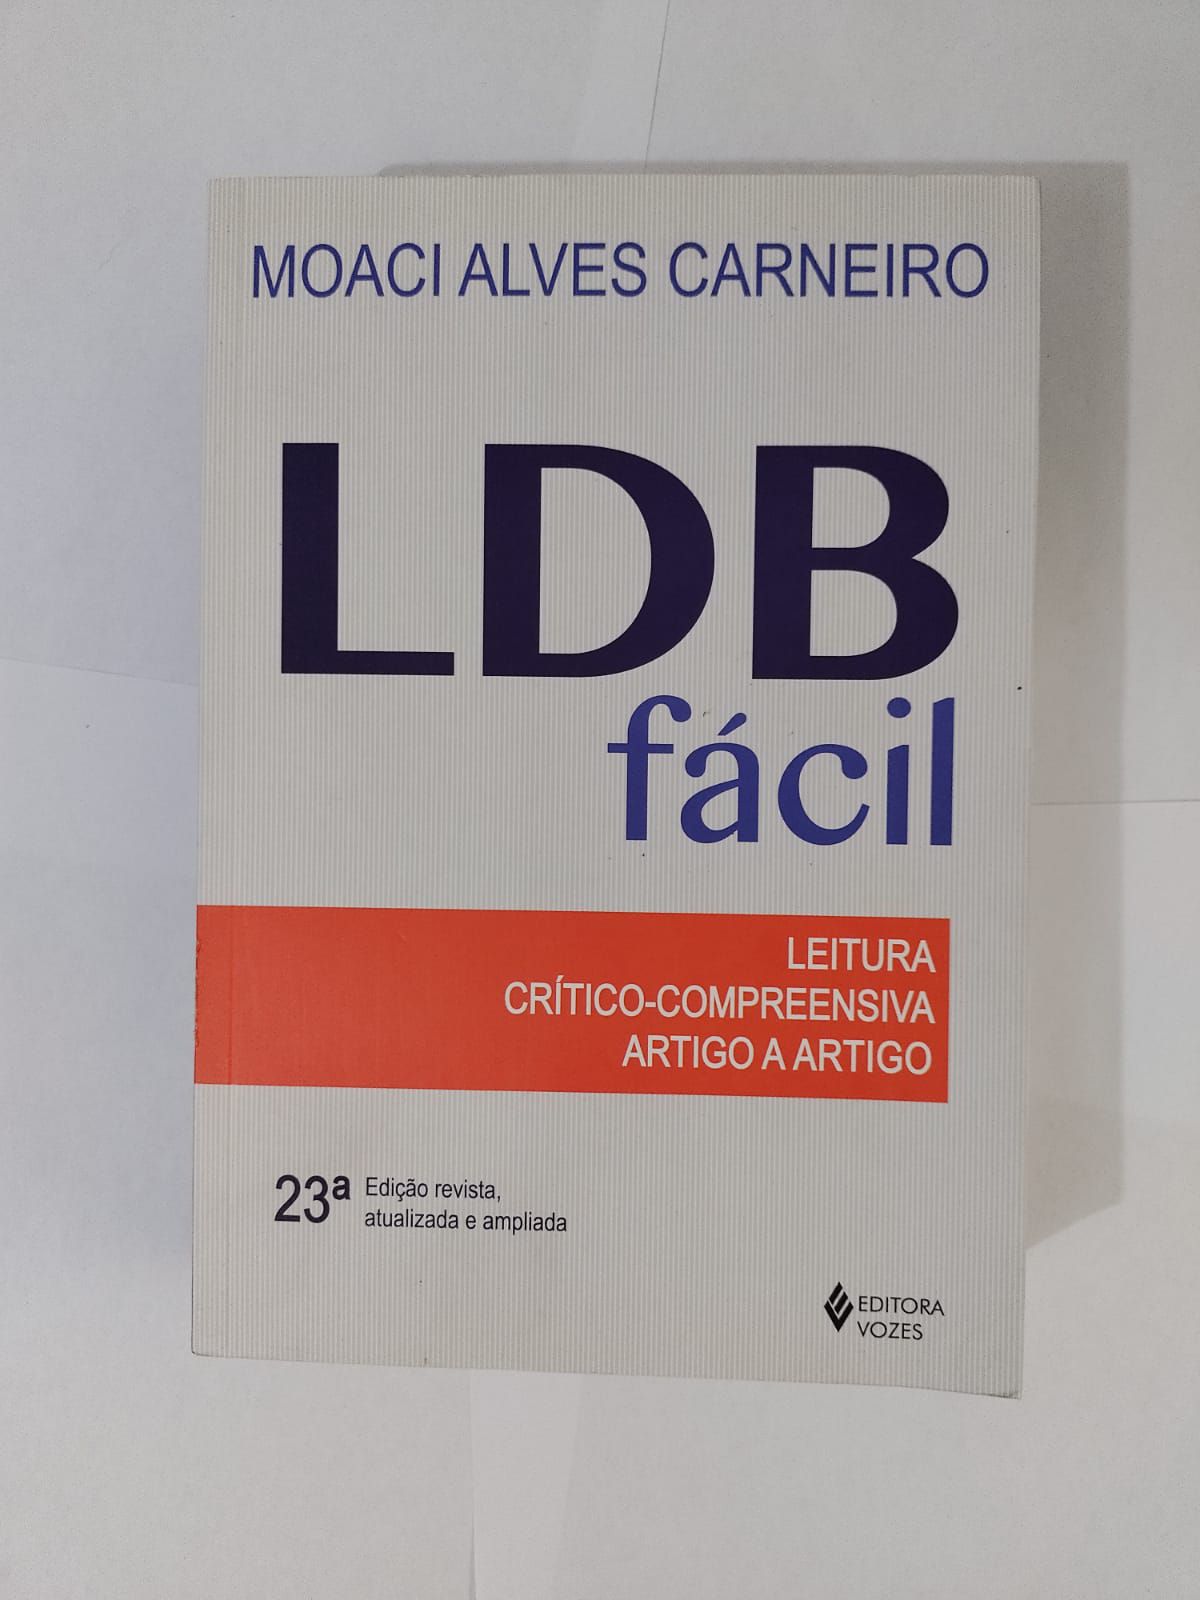 MOACI ALVES CARNEIRO
LDB
fácil
LEITURA
CRÍTICO-COMPREENSIVA
ARTIGO A ARTIGO
23ª Edição revista,
atualizada e ampliada
EDITORA
VOZES